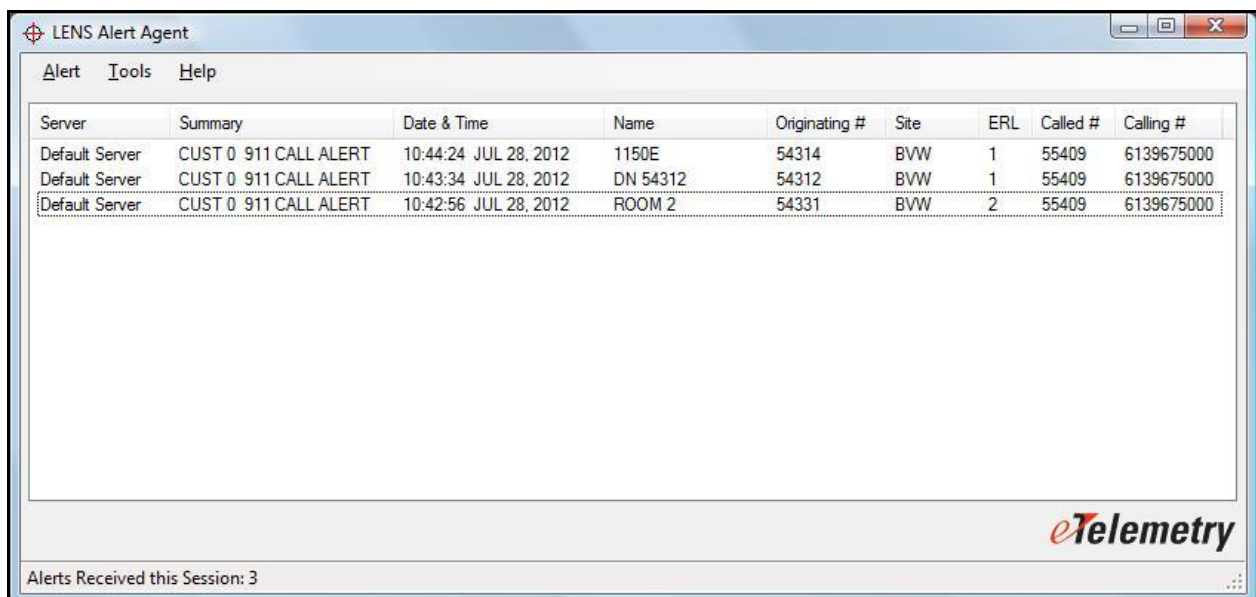 LENS Alert Agent
Alert Tools Help
Server Summary Date & Time Name Originating # Site ERL Called # Calling #
Default Server CUST 0 911 CALL ALERT 10:44:24 JUL 28, 2012 1150E 54314 BVW 1 55409 6139675000
Default Server CUST 0 911 CALL ALERT 10:43:34 JUL 28, 2012 DN 54312 54312 BVW 1 55409 6139675000
Default Server CUST 0 911 CALL ALERT 10:42:56 JUL 28, 2012 ROOM 2 54331 BVW 2 55409 6139675000
eTelemetry
Alerts Received this Session: 3